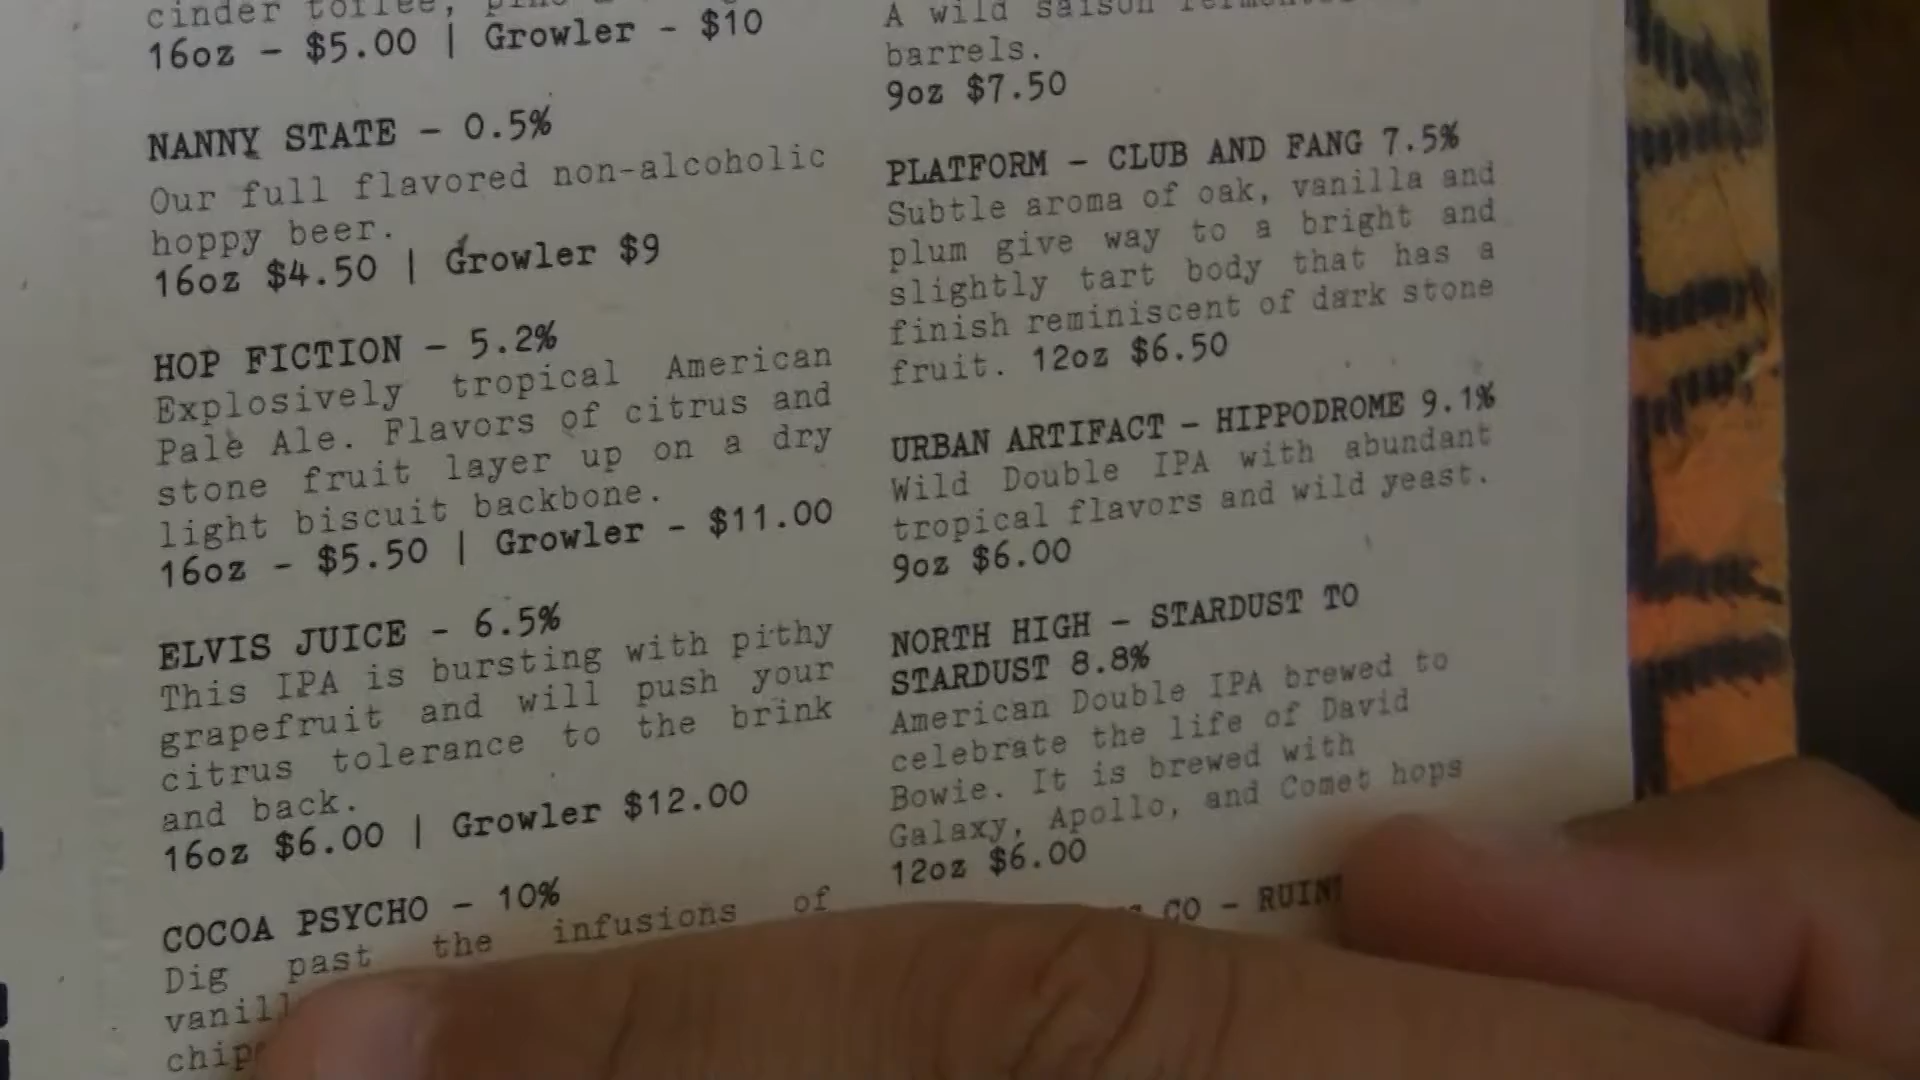 cinder toffee,
16oz – $5.00 | Growler – $10
NANNY STATE – 0.5%
Our full flavored non-alcoholic
hoppy beer.
16oz $4.50 | Growler $9
HOP FICTION – 5.2%
Explosively tropical American
Pale Ale. Flavors of citrus and
stone fruit layer up on a dry
light biscuit backbone.
16oz – $5.50 | Growler – $11.00
ELVIS JUICE – 6.5%
This IPA is bursting with pithy
grapefruit and will push your
citrus tolerance to the brink
and back.
16oz $6.00 | Growler $12.00
COCOA PSYCHO – 10%
Dig past the infusions of
A wild saison
barrels.
9oz $7.50
PLATFORM – CLUB AND FANG 7.5%
Subtle aroma of oak, vanilla and
plum give way to a bright and
slightly tart body that has a
finish reminiscent of dark stone
fruit. 12oz $6.50
URBAN ARTIFACT – HIPPODROME 9.1%
Wild Double IPA with abundant
tropical flavors and wild yeast.
9oz $6.00
NORTH HIGH – STARDUST TO
STARDUST 8.8%
American Double IPA brewed to
celebrate the life of David
Bowie. It is brewed with
Galaxy, Apollo, and Comet hops
12oz $6.00
CO –